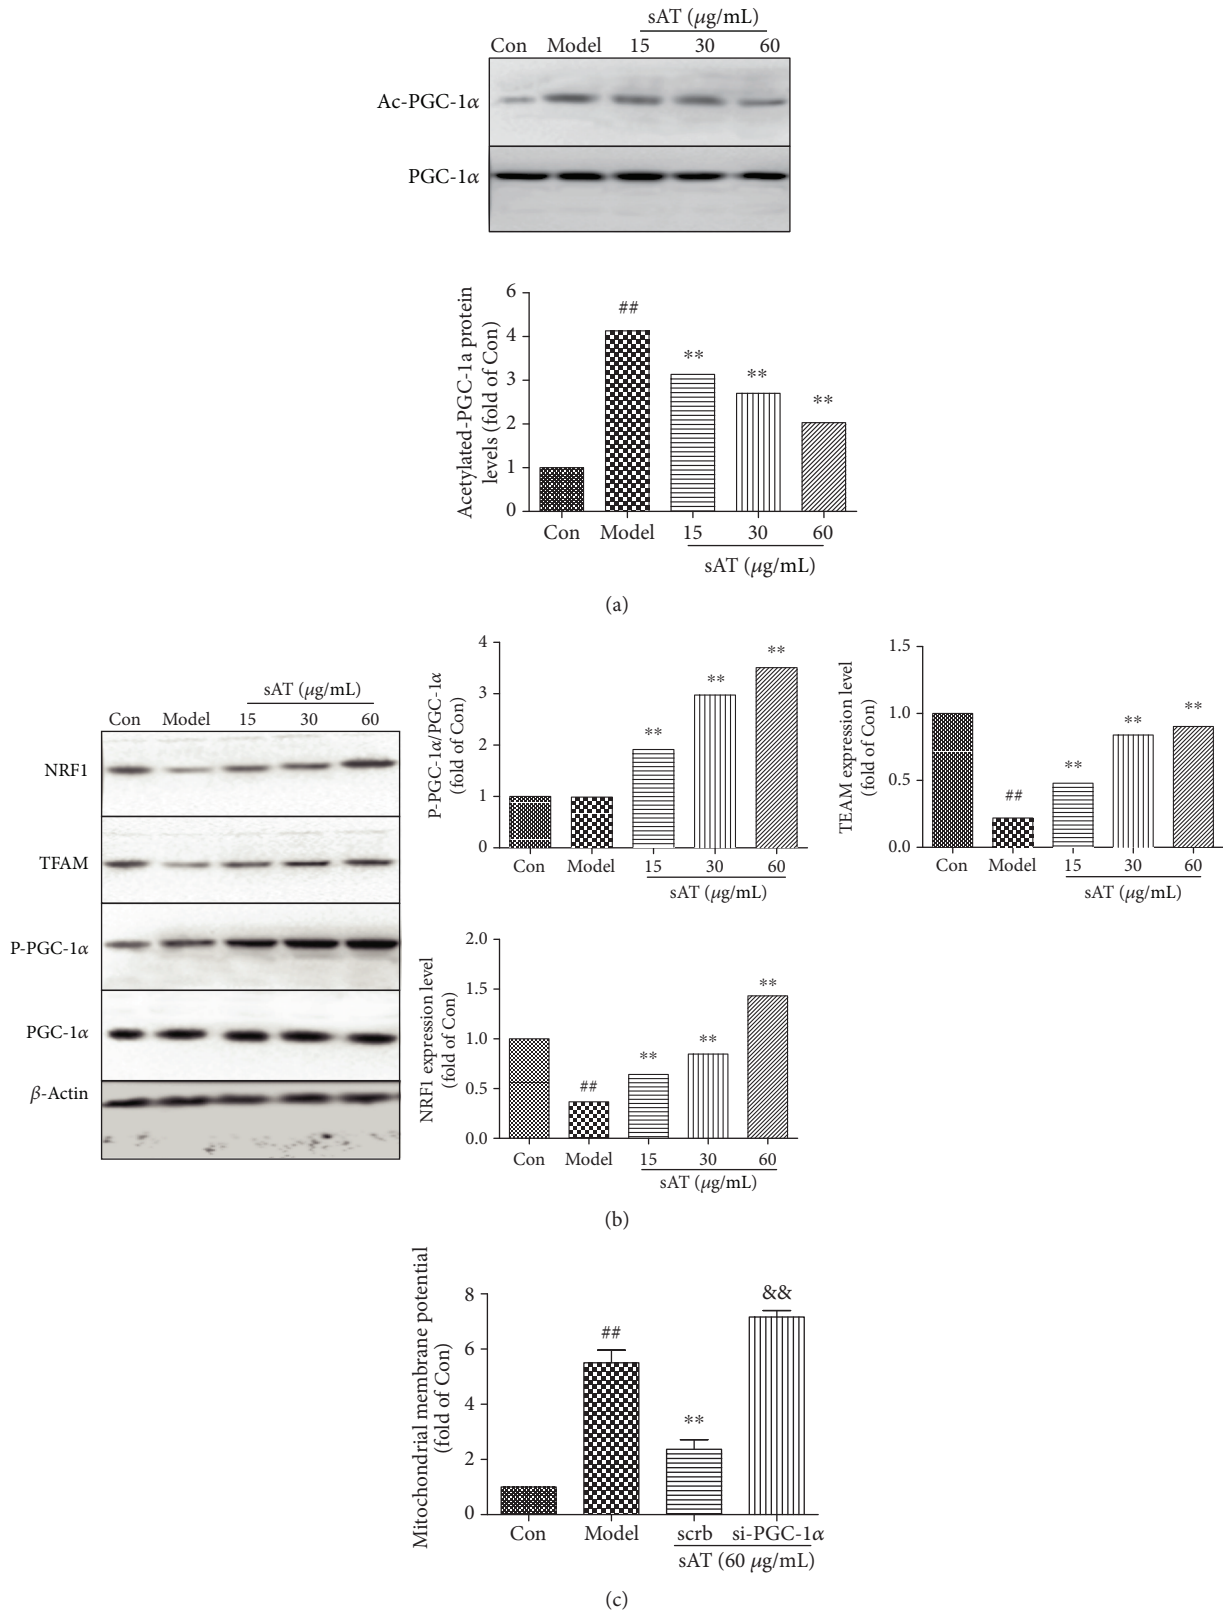 sAT (μg/mL)
Con Model 15 30 60
Ac-PGC-1α
PGC-1α
Acetylated-PGC-1a protein
levels (fold of Con)
6
4
3
2
1
0
##
**
**
**
Con Model 15 30 60
sAT (μg/mL)
(a)
sAT (μg/mL)
Con Model 15 30 60
NRF1
TFAM
P-PGC-1α
PGC-1α
β-Actin
P-PGC-1α/PGC-1α
(fold of Con)
4
3
2
1
0
**
**
**
Con Model 15 30 60
sAT (μg/mL)
TEAM expression level
(fold of Con)
1.5
1.0
0.5
0.0
##
**
**
**
Con Model 15 30 60
sAT (μg/mL)
NRF1 expression level
(fold of Con)
2.0
1.5
1.0
0.5
0.0
##
**
**
**
Con Model 15 30 60
sAT (μg/mL)
(b)
Mitochondrial membrane potential
(fold of Con)
8
6
4
2
0
##
**
&&
Con Model scrb si-PGC-1α
sAT (60 μg/mL)
(c)